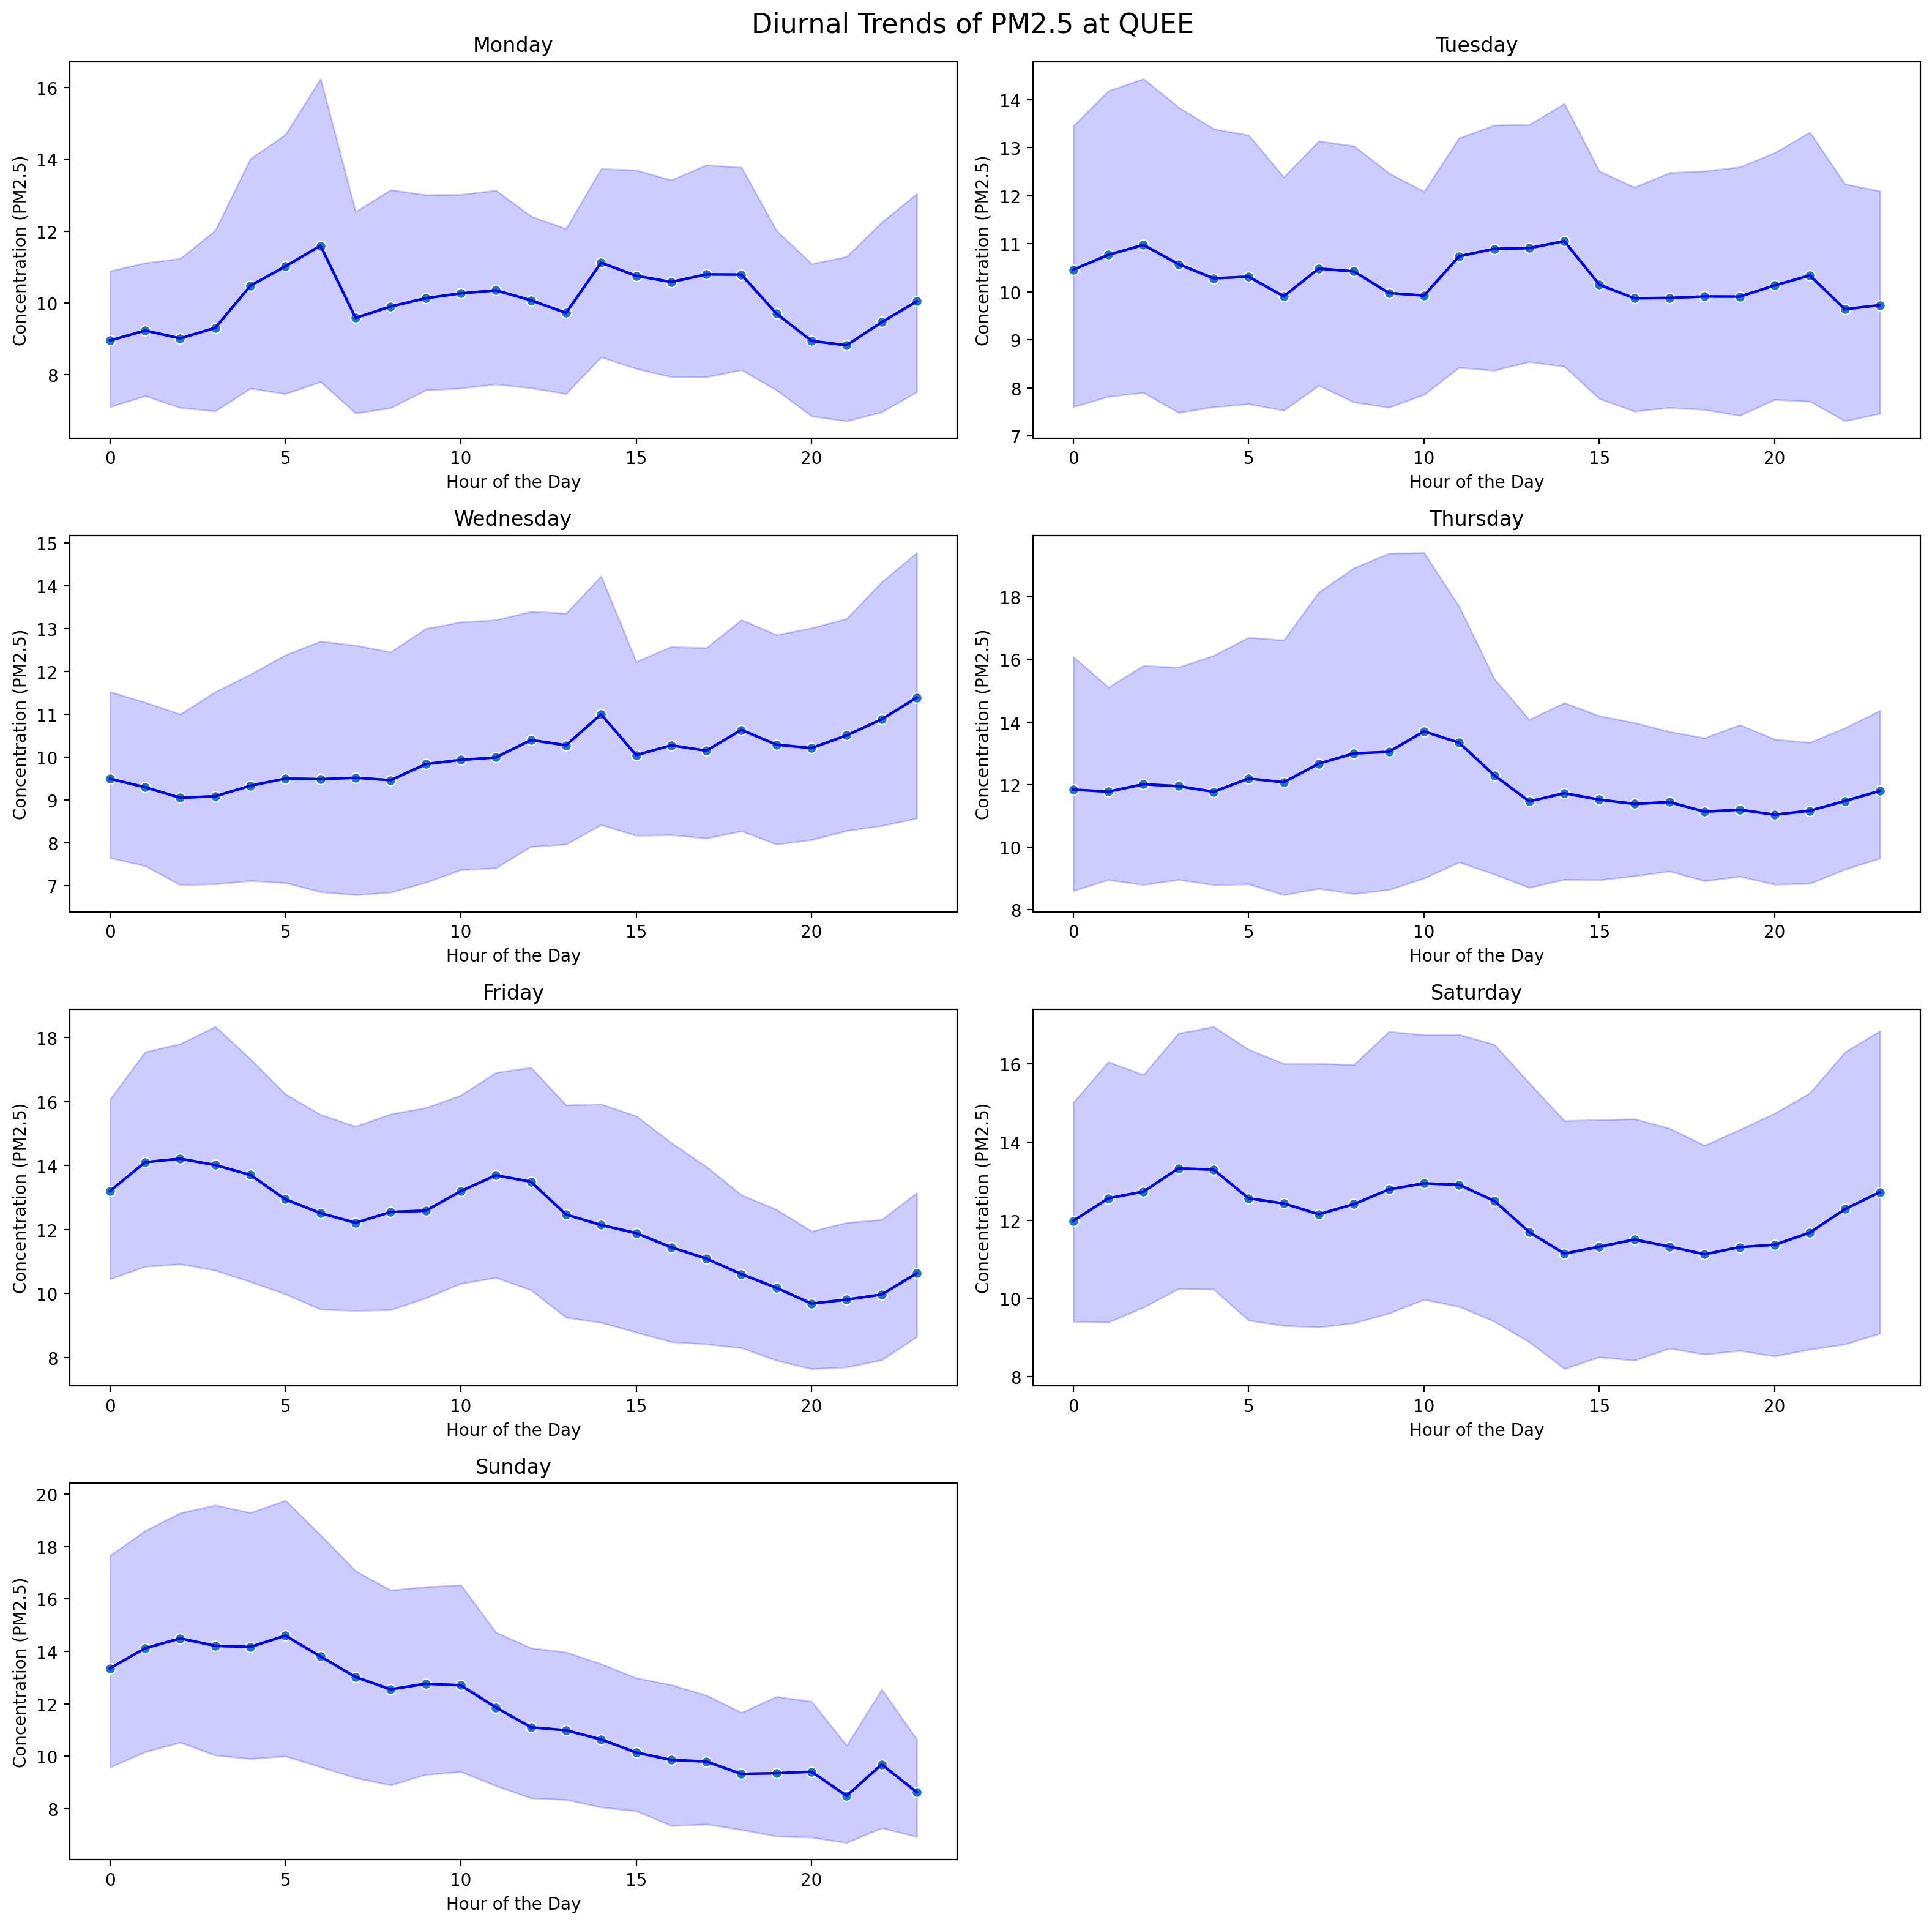 Diurnal Trends of PM2.5 at QUEE
Monday
Concentration (PM2.5)
16
14
12
10
8
0 5 10 15 20
Hour of the Day
Tuesday
Concentration (PM2.5)
14
13
12
11
10
9
8
7
0 5 10 15 20
Hour of the Day
Wednesday
Concentration (PM2.5)
15
14
13
12
11
10
9
8
7
0 5 10 15 20
Hour of the Day
Thursday
Concentration (PM2.5)
18
16
14
12
10
8
0 5 10 15 20
Hour of the Day
Friday
Concentration (PM2.5)
18
16
14
12
10
8
0 5 10 15 20
Hour of the Day
Saturday
Concentration (PM2.5)
16
14
12
10
8
0 5 10 15 20
Hour of the Day
Sunday
Concentration (PM2.5)
20
18
16
14
12
10
8
0 5 10 15 20
Hour of the Day